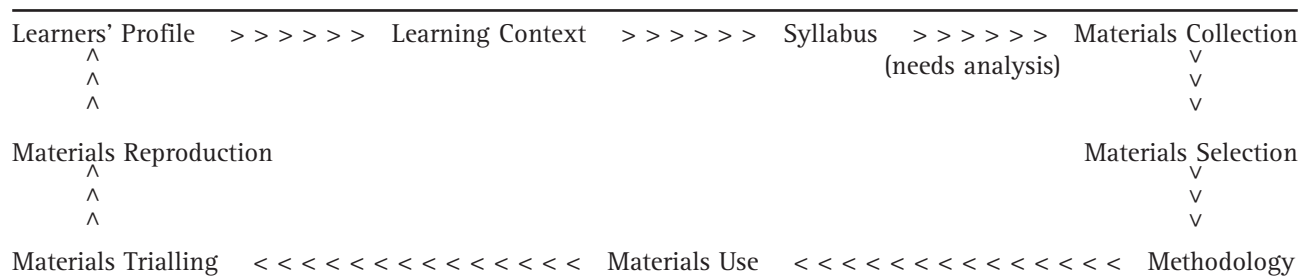 Learners' Profile > > > > > > Learning Context > > > > > > Syllabus > > > > > > Materials Collection
^ (needs analysis) v
^ v
^ v
Materials Reproduction Materials Selection
^ v
^ v
^ v
Materials Trialling < < < < < < < < < < < < < < Materials Use < < < < < < < < < < < < < < Methodology